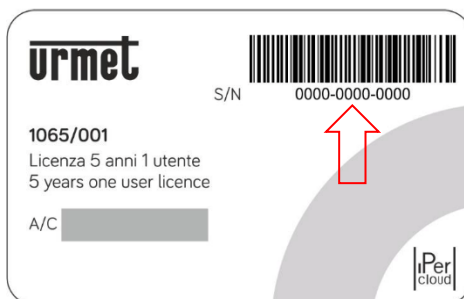 urmet
S/N 0000-0000-0000
1065/001
Licenza 5 anni 1 utente
5 years one user licence
A/C
iPer
cloud